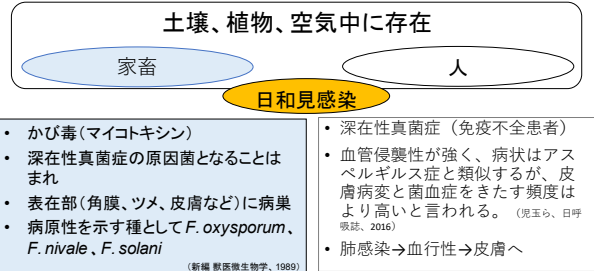 土壌、植物、空気中に存在
家畜
人
日和見感染
• かび毒(マイコトキシン)
• 深在性真菌症の原因菌となることは
まれ
• 表在部(角膜、ツメ、皮膚など)に病巣
• 病原性を示す種としてF. oxysporum、
F. nivale 、F. solani
(新編 獣医微生物学、1989)
• 深在性真菌症(免疫不全患者)
• 血管侵襲性が強く、病状はアス
ペルギルス症と類似するが、皮
膚病変と菌血症をきたす頻度は
より高いと言われる。 (児玉ら、日呼
吸誌、2016)
• 肺感染→血行性→皮膚へ